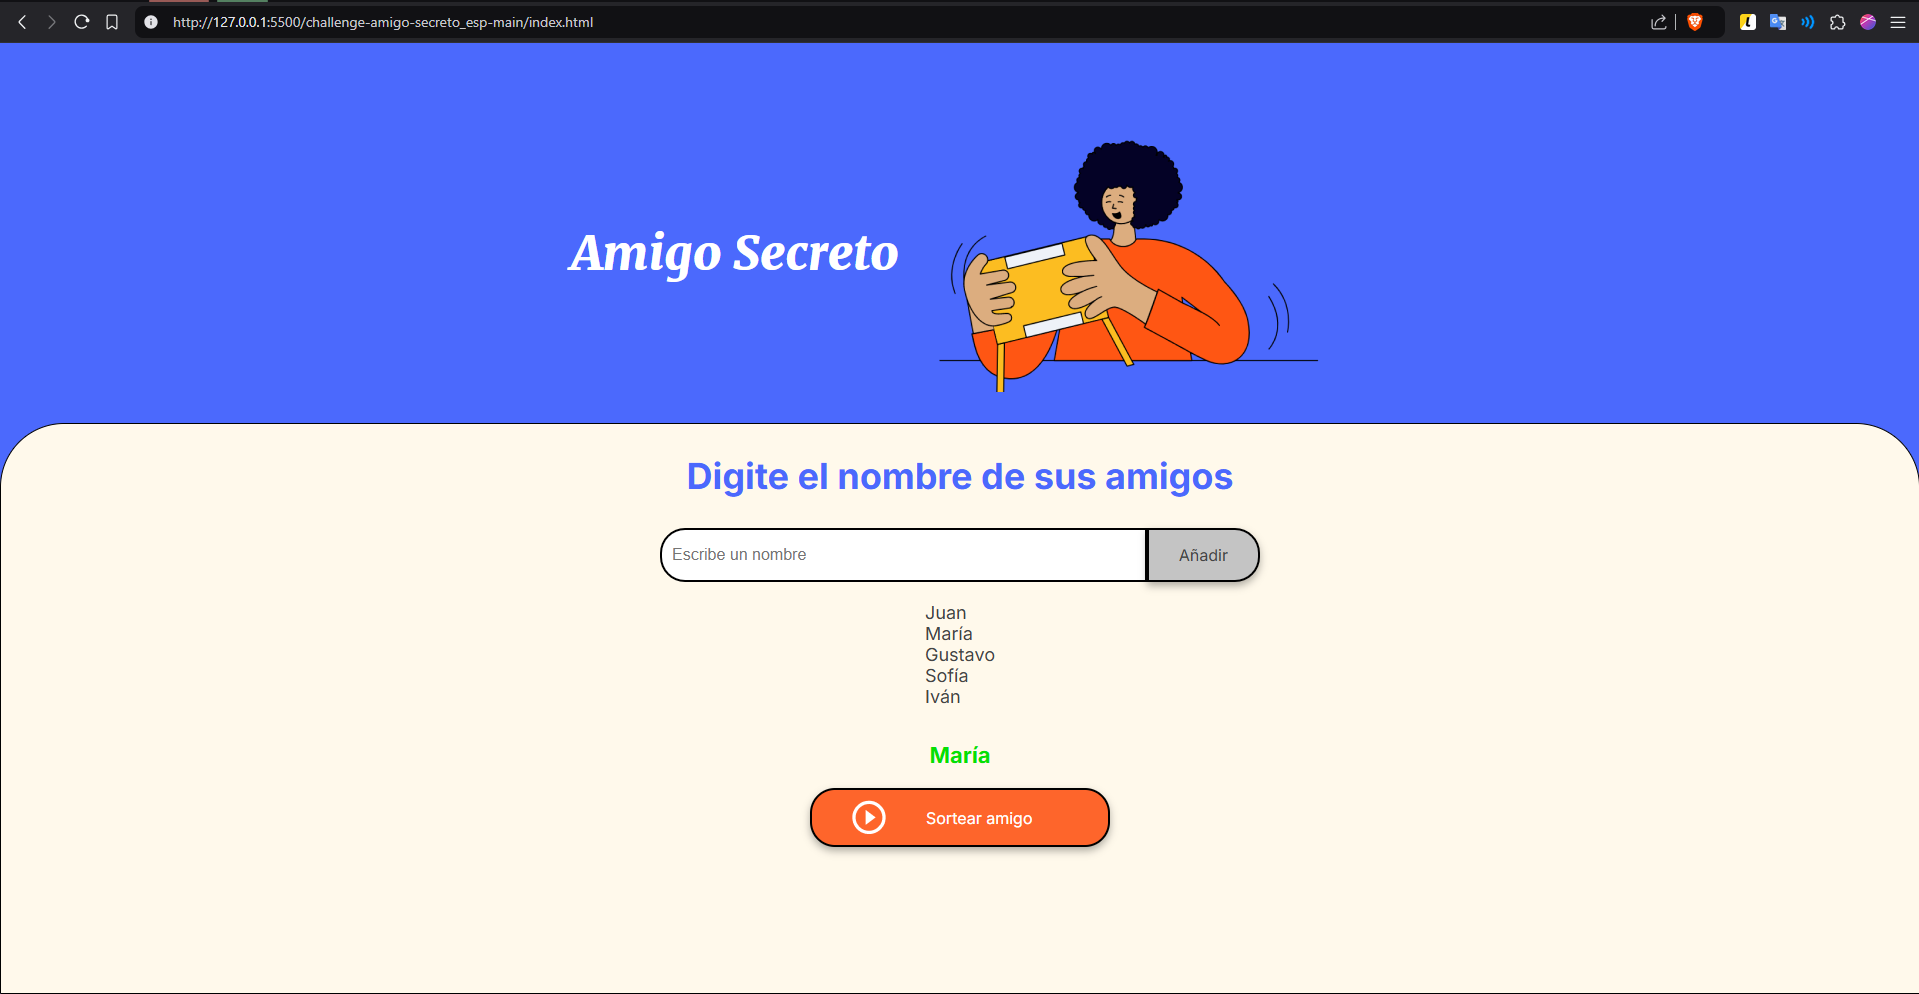 http://127.0.0.1:5500/challenge-amigo-secreto_esp-main/index.html
Amigo Secreto
Digite el nombre de sus amigos
Escribe un nombre
Añadir
Juan
María
Gustavo
Sofía
Iván
María
Sortear amigo